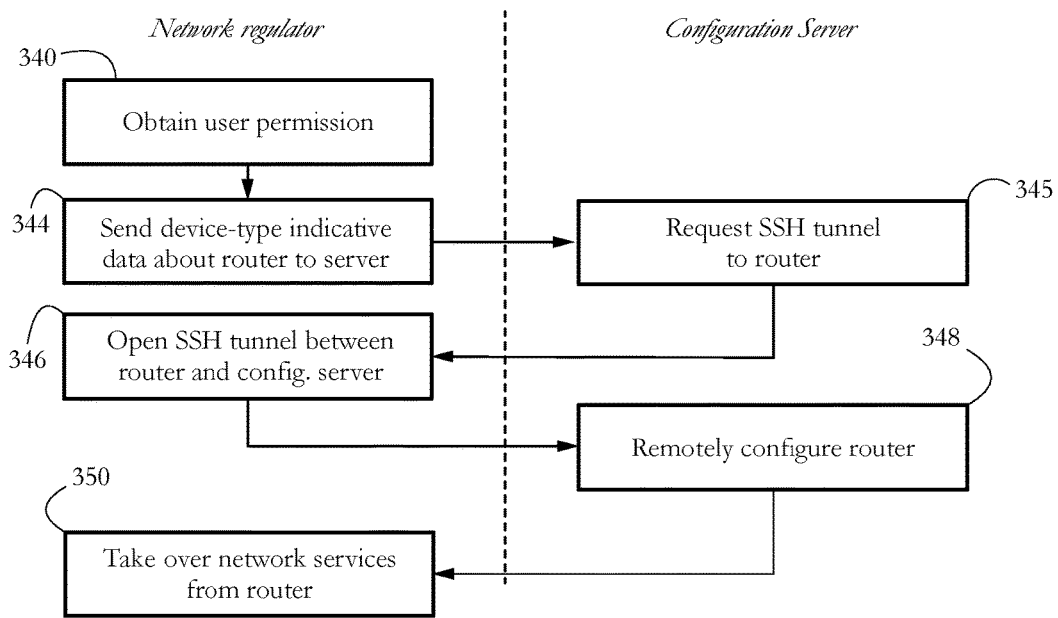 Network regulator
Configuration Server
340
Obtain user permission
344
Send device-type indicative
data about router to server
345
Request SSH tunnel
to router
346
Open SSH tunnel between
router and config. server
348
Remotely configure router
350
Take over network services
from router